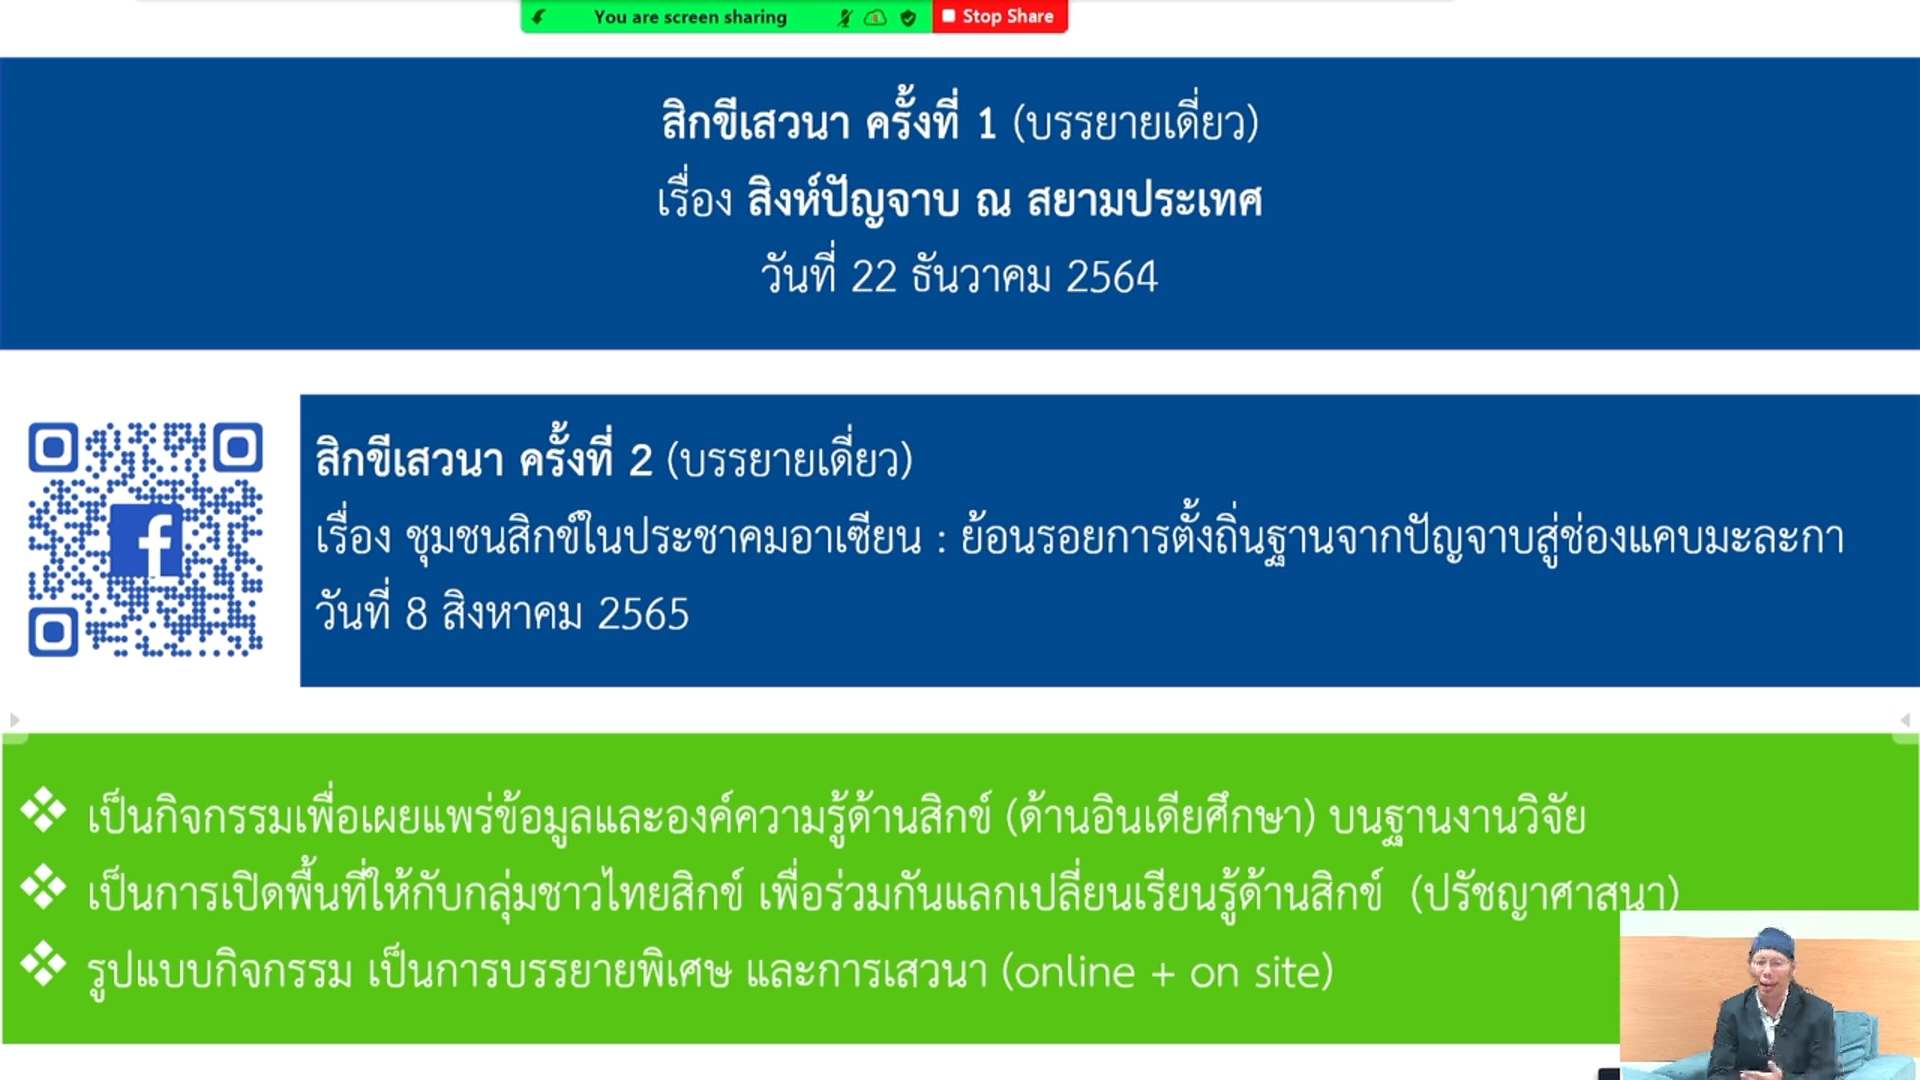 You are screen sharing
Stop Share
สิกขีเสวนา ครั้งที่ 1 (บรรยายเดี่ยว)
เรื่อง สิงห์ปัญจาบ ณ สยามประเทศ
วันที่ 22 ธันวาคม 2564
สิกขีเสวนา ครั้งที่ 2 (บรรยายเดี่ยว)
เรื่อง ชุมชนสิกข์ในประชาคมอาเซียน : ย้อนรอยการตั้งถิ่นฐานจากปัญจาบสู่ช่องแคบมะละกา
วันที่ 8 สิงหาคม 2565
เป็นกิจกรรมเพื่อเผยแพร่ข้อมูลและองค์ความรู้ด้านสิกข์ (ด้านอินเดียศึกษา) บนฐานงานวิจัย
เป็นการเปิดพื้นที่ให้กับกลุ่มชาวไทยสิกข์ เพื่อร่วมกันแลกเปลี่ยนเรียนรู้ด้านสิกข์ (ปรัชญาศาสนา)
รูปแบบกิจกรรม เป็นการบรรยายพิเศษ และการเสวนา (online + on site)